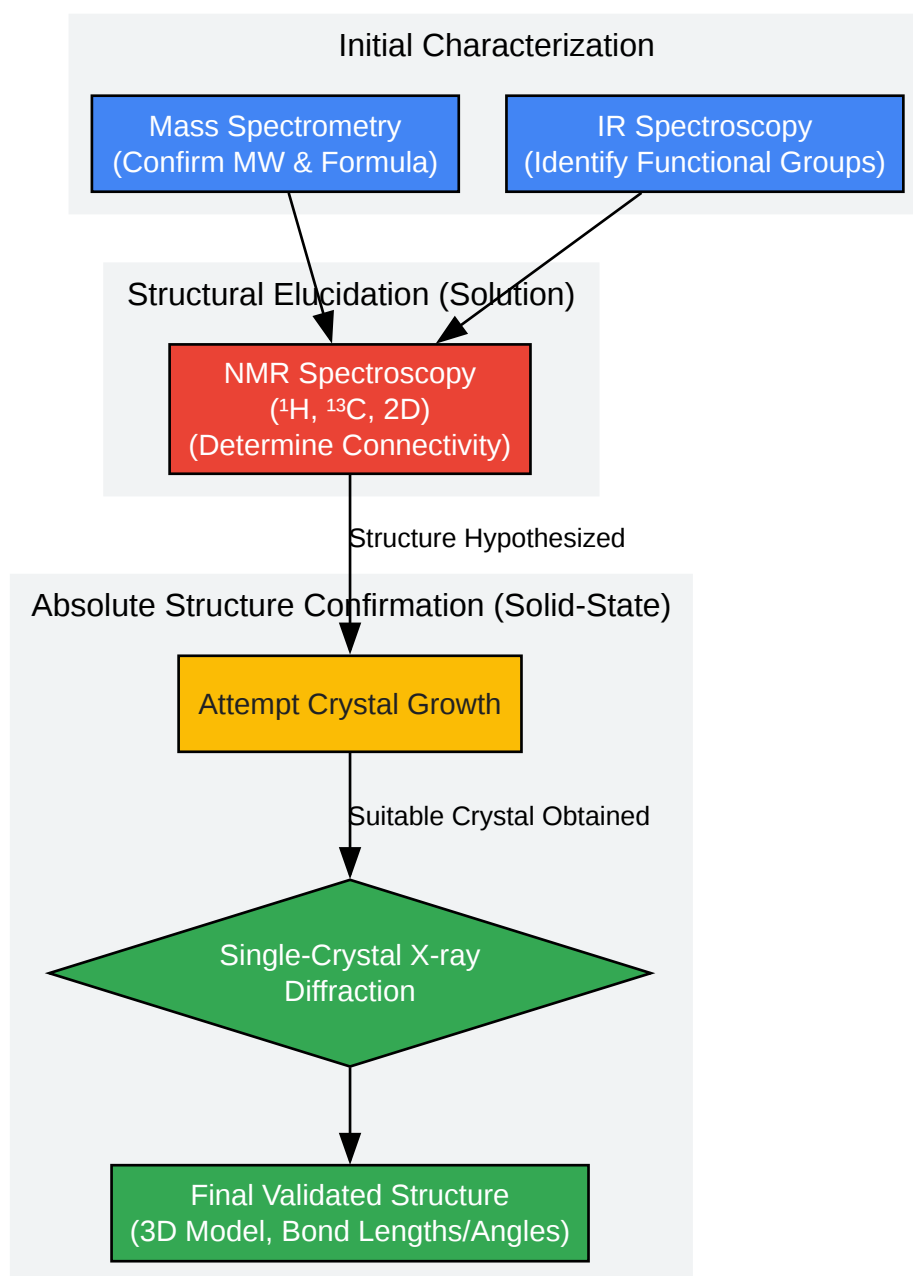 Initial Characterization
Mass Spectrometry
(Confirm MW & Formula)
IR Spectroscopy
(Identify Functional Groups)
Structural Elucidation (Solution)
NMR Spectroscopy
(¹H, ¹³C, 2D)
(Determine Connectivity)
Structure Hypothesized
Absolute Structure Confirmation (Solid-State)
Attempt Crystal Growth
Suitable Crystal Obtained
Single-Crystal X-ray
Diffraction
Final Validated Structure
(3D Model, Bond Lengths/Angles)